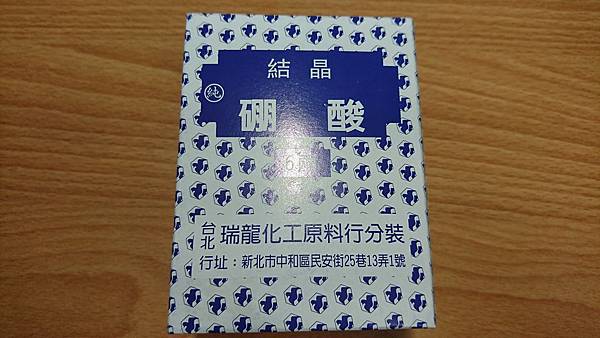 結晶
純
硼酸
台北 瑞龍化工原料行分裝
行址：新北市中和區民安街25巷13弄1號